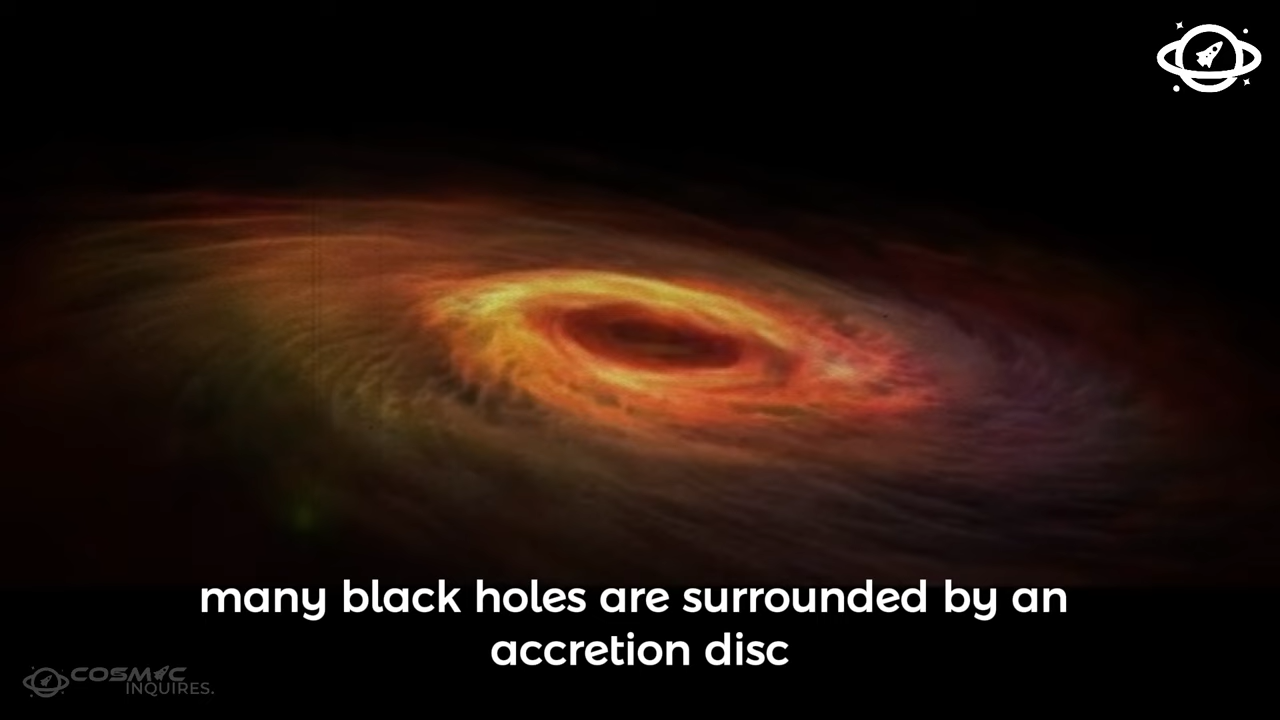 many black holes are surrounded by an
accretion disc
COSMIC
INQUIRES.